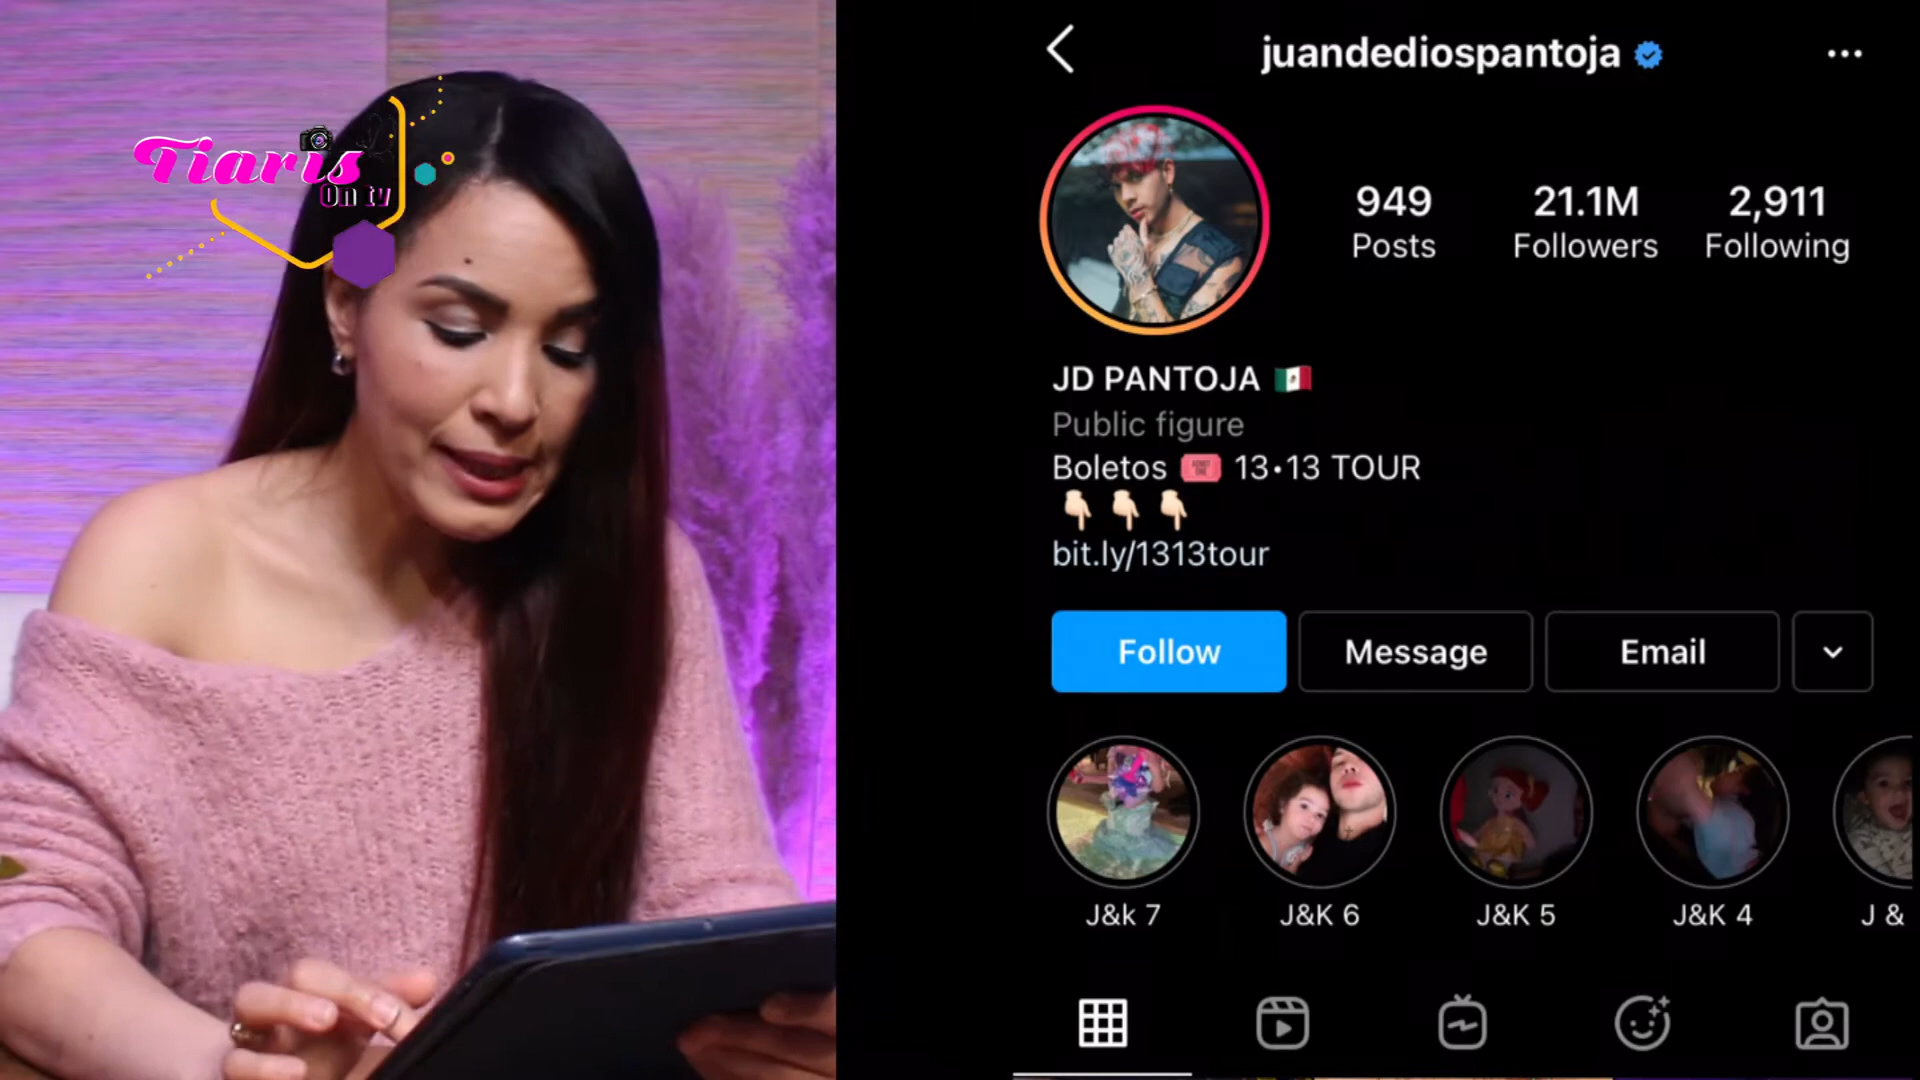 Tiaris
On tv
juandediospantoja
949
Posts
21.1M
Followers
2,911
Following
JD PANTOJA 🇲🇽
Public figure
Boletos 🎟 13•13 TOUR
👇🏻 👇🏻 👇🏻
bit.ly/1313tour
Follow
Message
Email
J&k 7
J&K 6
J&K 5
J&K 4
J &